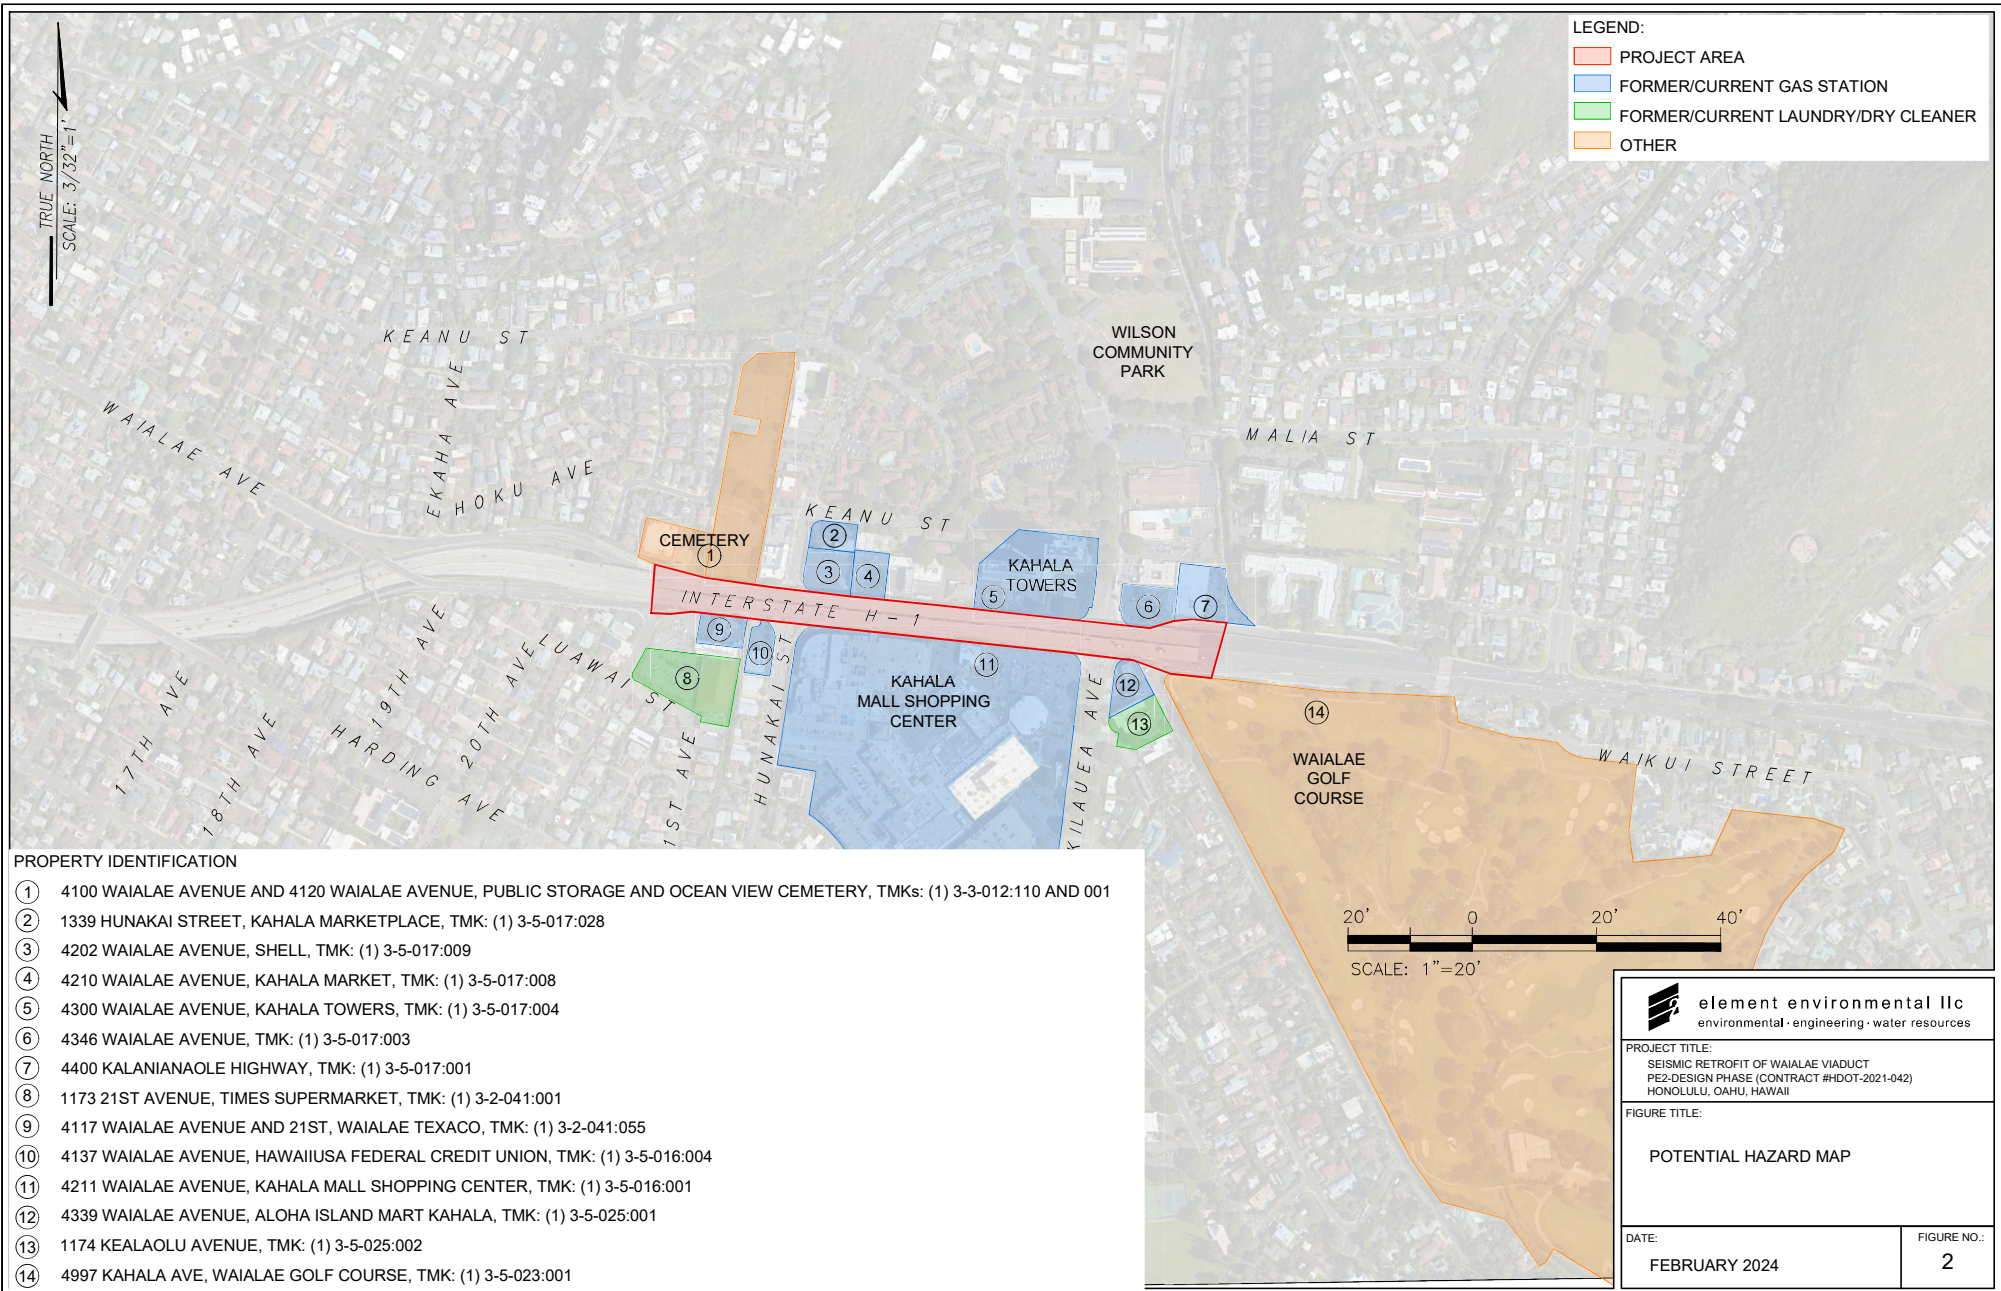 LEGEND:
PROJECT AREA
FORMER/CURRENT GAS STATION
FORMER/CURRENT LAUNDRY/DRY CLEANER
OTHER
TRUE NORTH
SCALE: 3/32"=1'
KEANU ST
WAIALAE AVE
EKAHA AVE
EHOKU AVE
WILSON
COMMUNITY
PARK
MALIA ST
KEANU ST
CEMETERY
1
2
3
4
KAHALA
TOWERS
5
6
7
INTERSTATE H-1
9
10
8
11
KAHALA
MALL SHOPPING
CENTER
12
13
14
WAIALAE
GOLF
COURSE
17TH AVE
18TH AVE
19TH AVE
20TH AVE
HARDING AVE
LUAWAI ST
1ST AVE
HUNAKAI ST
KILAUEA AVE
WAIKUI STREET
PROPERTY IDENTIFICATION
1 4100 WAIALAE AVENUE AND 4120 WAIALAE AVENUE, PUBLIC STORAGE AND OCEAN VIEW CEMETERY, TMKs: (1) 3-3-012:110 AND 001
2 1339 HUNAKAI STREET, KAHALA MARKETPLACE, TMK: (1) 3-5-017:028
3 4202 WAIALAE AVENUE, SHELL, TMK: (1) 3-5-017:009
4 4210 WAIALAE AVENUE, KAHALA MARKET, TMK: (1) 3-5-017:008
5 4300 WAIALAE AVENUE, KAHALA TOWERS, TMK: (1) 3-5-017:004
6 4346 WAIALAE AVENUE, TMK: (1) 3-5-017:003
7 4400 KALANIANAOLE HIGHWAY, TMK: (1) 3-5-017:001
8 1173 21ST AVENUE, TIMES SUPERMARKET, TMK: (1) 3-2-041:001
9 4117 WAIALAE AVENUE AND 21ST, WAIALAE TEXACO, TMK: (1) 3-2-041:055
10 4137 WAIALAE AVENUE, HAWAIIUSA FEDERAL CREDIT UNION, TMK: (1) 3-5-016:004
11 4211 WAIALAE AVENUE, KAHALA MALL SHOPPING CENTER, TMK: (1) 3-5-016:001
12 4339 WAIALAE AVENUE, ALOHA ISLAND MART KAHALA, TMK: (1) 3-5-025:001
13 1174 KEALAOLU AVENUE, TMK: (1) 3-5-025:002
14 4997 KAHALA AVE, WAIALAE GOLF COURSE, TMK: (1) 3-5-023:001
20' 0 20' 40'
SCALE: 1"=20'
element environmental llc
environmental · engineering · water resources
PROJECT TITLE:
SEISMIC RETROFIT OF WAIALAE VIADUCT
PE2-DESIGN PHASE (CONTRACT #HDOT-2021-042)
HONOLULU, OAHU, HAWAII
FIGURE TITLE:
POTENTIAL HAZARD MAP
DATE:
FEBRUARY 2024
FIGURE NO.:
2